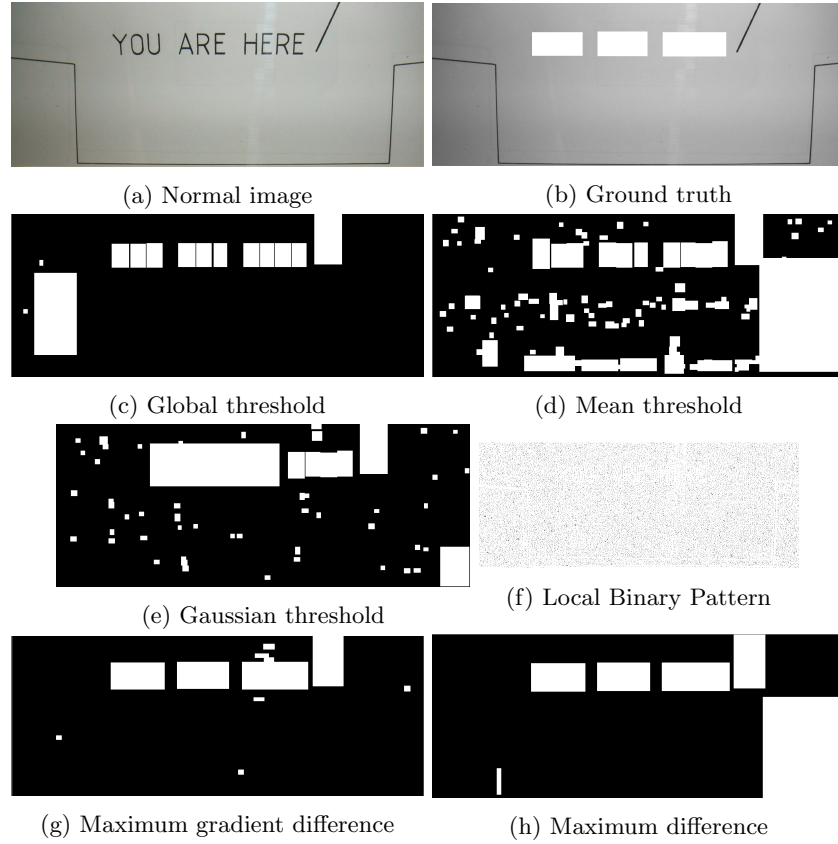 YOU ARE HERE
(a) Normal image
(b) Ground truth
(c) Global threshold
(d) Mean threshold
(e) Gaussian threshold
(f) Local Binary Pattern
(g) Maximum gradient difference
(h) Maximum difference